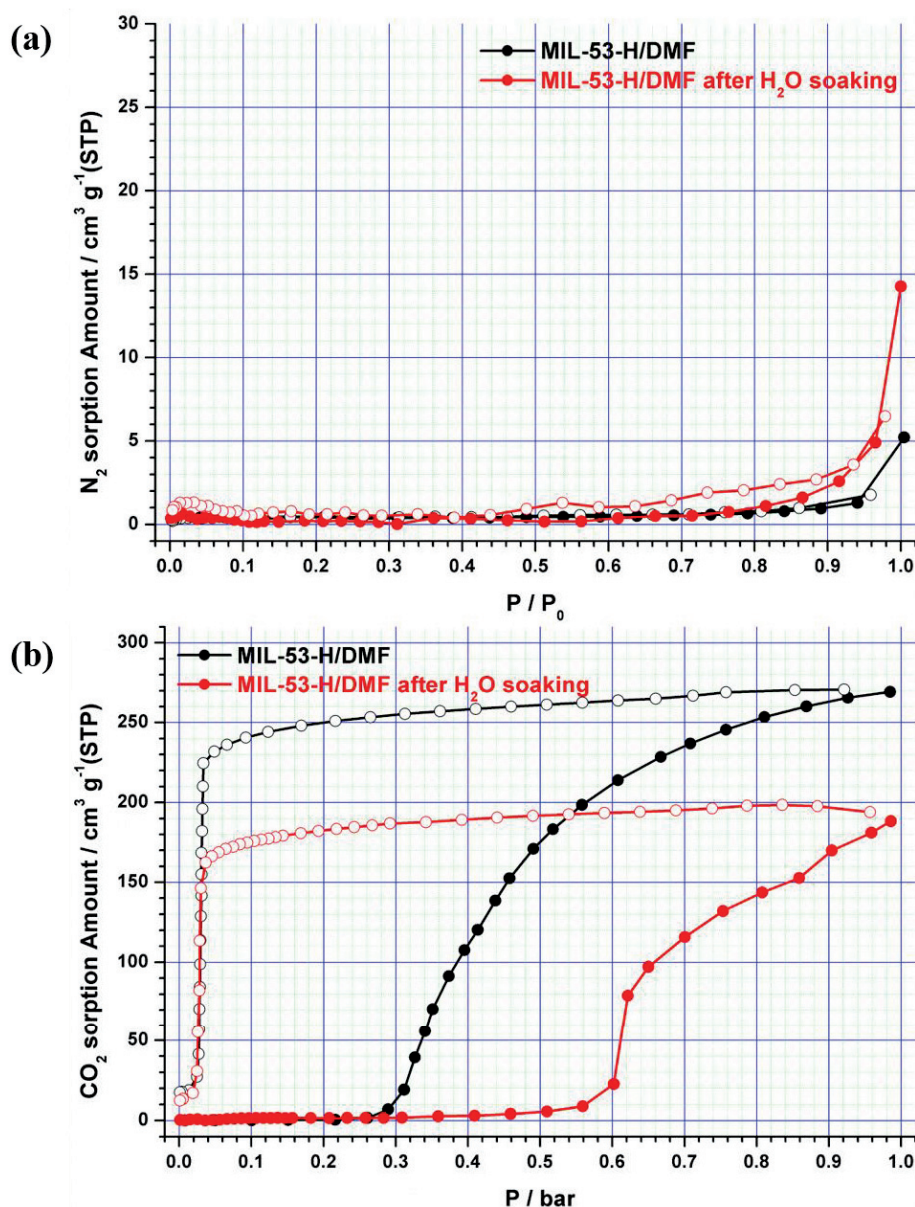 (a)
N₂ sorption Amount / cm³ g⁻¹(STP)
30
25
20
15
10
5
0
MIL-53-H/DMF
MIL-53-H/DMF after H₂O soaking
0.0 0.1 0.2 0.3 0.4 0.5 0.6 0.7 0.8 0.9 1.0
P / P₀
(b)
CO₂ sorption Amount / cm³ g⁻¹(STP)
300
250
200
150
100
50
0
MIL-53-H/DMF
MIL-53-H/DMF after H₂O soaking
0.0 0.1 0.2 0.3 0.4 0.5 0.6 0.7 0.8 0.9 1.0
P / bar